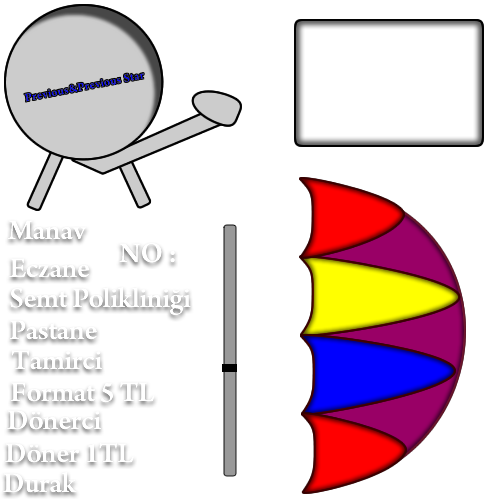 Previous&Previous Star
Manav
NO :
Eczane
Semt Polikliniği
Pastane
Tamirci
Format 5 TL
Dönerci
Döner 1TL
Durak